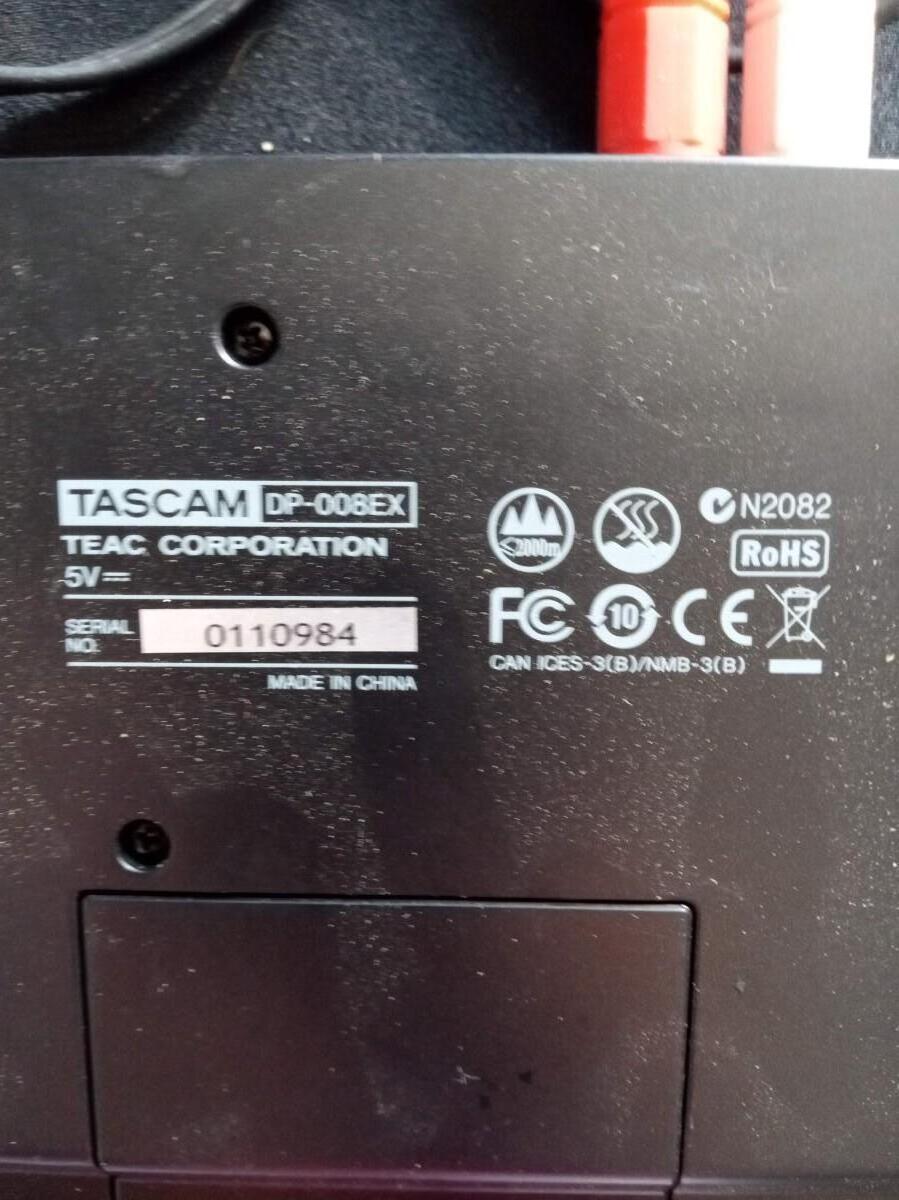 TASCAM DP-008EX
TEAC CORPORATION
5V
SERIAL NO: 0110984
MADE IN CHINA
≤2000m
N2082
RoHS
FC 10 CE
CAN ICES-3(B)/NMB-3(B)